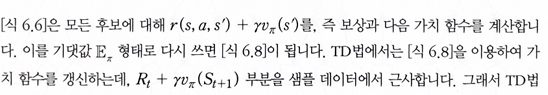 [식 6.6]은 모든 후보에 대해 r(s, a, s′) + γv_π(s′)를, 즉 보상과 다음 가치 함수를 계산합니
다. 이를 기댓값 𝔼_π 형태로 다시 쓰면 [식 6.8]이 됩니다. TD법에서는 [식 6.8]을 이용하여 가
치 함수를 갱신하는데, R_t + γv_π(S_{t+1}) 부분을 샘플 데이터에서 근사합니다. 그래서 TD법